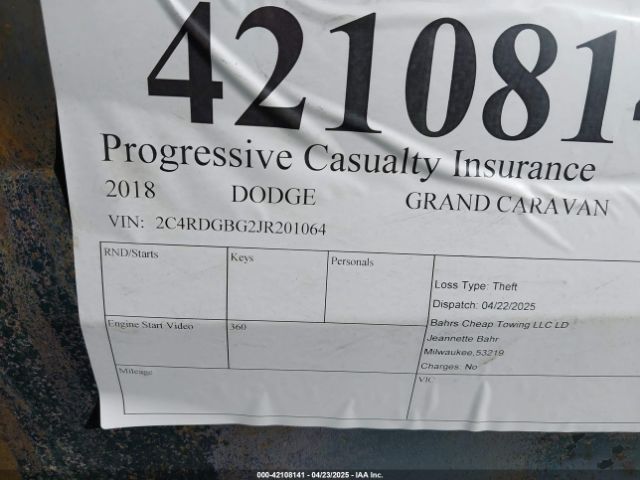 4210814
Progressive Casualty Insurance
2018 DODGE GRAND CARAVAN
VIN: 2C4RDGBG2JR201064
RND/Starts Keys Personals
Loss Type: Theft
Dispatch: 04/22/2025
Engine Start Video 360
Bahrs Cheap Towing LLC LD
Jeannette Bahr
Milwaukee,53219
Charges: No
Mileage VIC
000-42108141 - 04/23/2025 - IAA Inc.